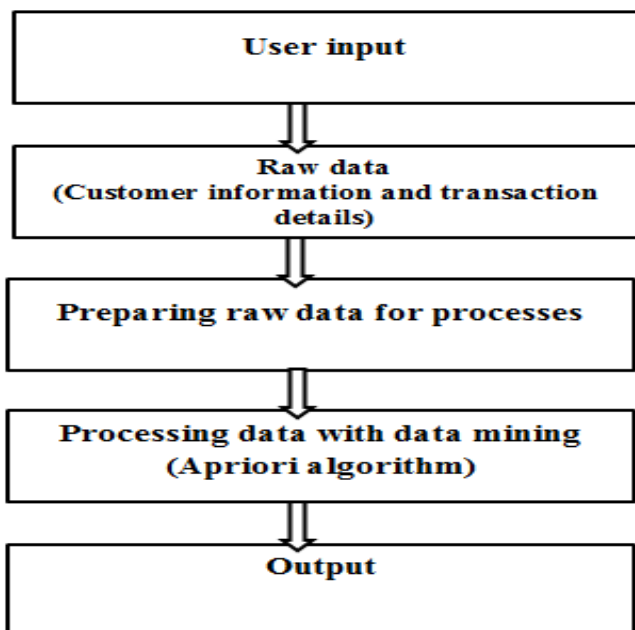 User input
Raw data
(Customer information and transaction
details)
Preparing raw data for processes
Processing data with data mining
(Apriori algorithm)
Output